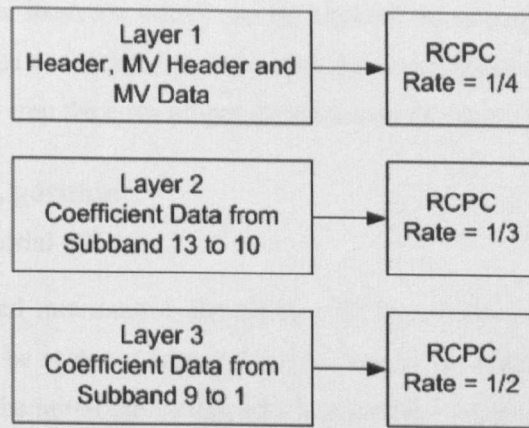 Layer 1
Header, MV Header and
MV Data
RCPC
Rate = 1/4
Layer 2
Coefficient Data from
Subband 13 to 10
RCPC
Rate = 1/3
Layer 3
Coefficient Data from
Subband 9 to 1
RCPC
Rate = 1/2